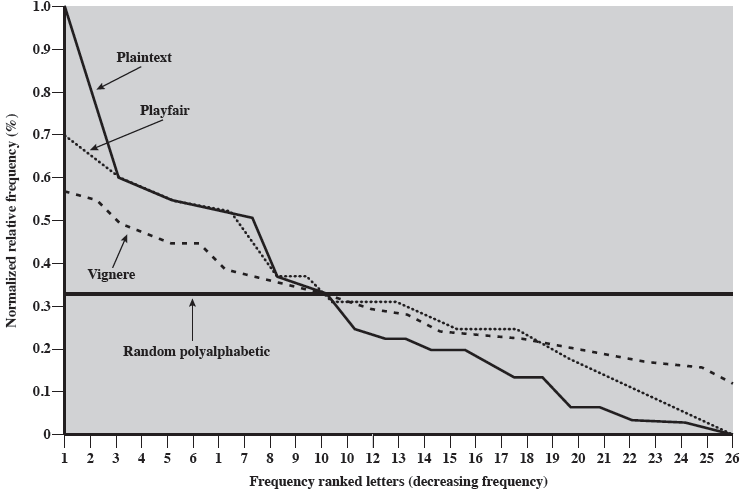 1.0
0.9
0.8
0.7
0.6
0.5
0.4
0.3
0.2
0.1
0
Normalized relative frequency (%)
Plaintext
Playfair
Vignere
Random polyalphabetic
1 2 3 4 5 6 1 7 8 9 10 10 12 13 14 15 16 17 18 19 20 21 22 23 24 25 26
Frequency ranked letters (decreasing frequency)